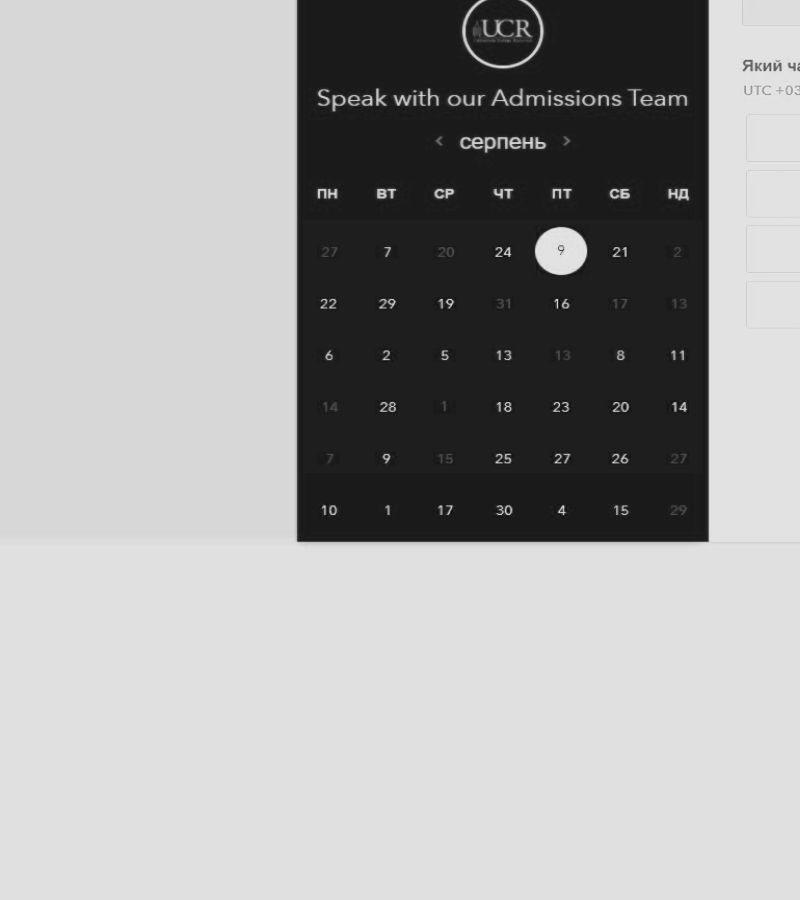 UCR
Speak with our Admissions Team
< серпень >
ПН ВТ СР ЧТ ПТ СБ НД
27 7 20 24 9 21 2
22 29 19 31 16 17 13
6 2 5 13 13 8 11
14 28 1 18 23 20 14
7 9 15 25 27 26 27
10 1 17 30 4 15 29
Який
UTC +03